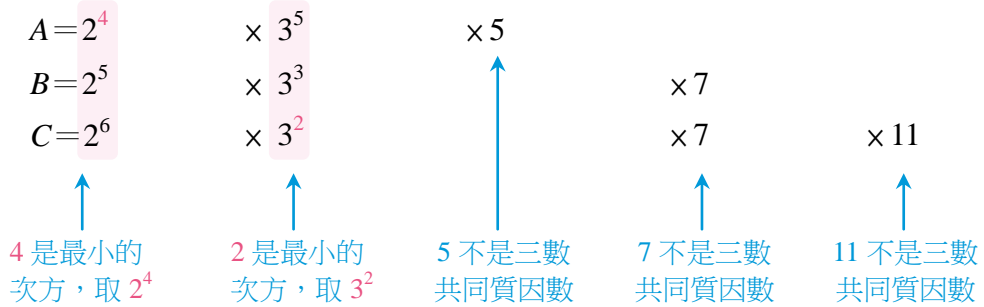 A＝2⁴ × 3⁵ × 5
B＝2⁵ × 3³ × 7
C＝2⁶ × 3² × 7 × 11
4 是最小的
次方，取 2⁴
2 是最小的
次方，取 3²
5 不是三數
共同質因數
7 不是三數
共同質因數
11 不是三數
共同質因數